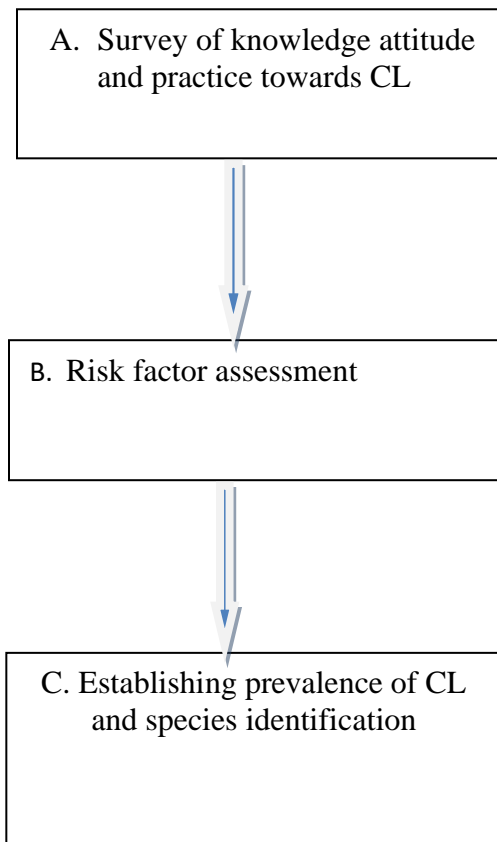 A. Survey of knowledge attitude
and practice towards CL
B. Risk factor assessment
C. Establishing prevalence of CL
and species identification